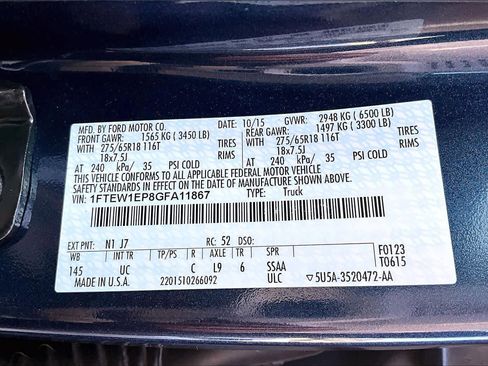 MFD. BY FORD MOTOR CO. 10/15 GVWR: 2948 KG ( 6500 LB)
FRONT GAWR: 1565 KG ( 3450 LB) REAR GAWR: 1497 KG ( 3300 LB)
WITH 275/65R18 116T TIRES WITH 275/65R18 116T TIRES
18x7.5J RIMS 18x7.5J RIMS
AT 240 kPa/ 35 PSI COLD AT 240 kPa/ 35 PSI COLD
THIS VEHICLE CONFORMS TO ALL APPLICABLE FEDERAL MOTOR VEHICLE
SAFETY STANDARDS IN EFFECT ON THE DATE OF MANUFACTURE SHOWN ABOVE.
VIN: 1FTEW1EP8GFA11867 TYPE: Truck
EXT PNT: N1 J7 RC: 52 DSO: F0123
WB INT TR TP/PS R AXLE TR SPR T0615
145 UC C L9 6 SSAA
MADE IN U.S.A. 2201510266092 ULC 5U5A-3520472-AA